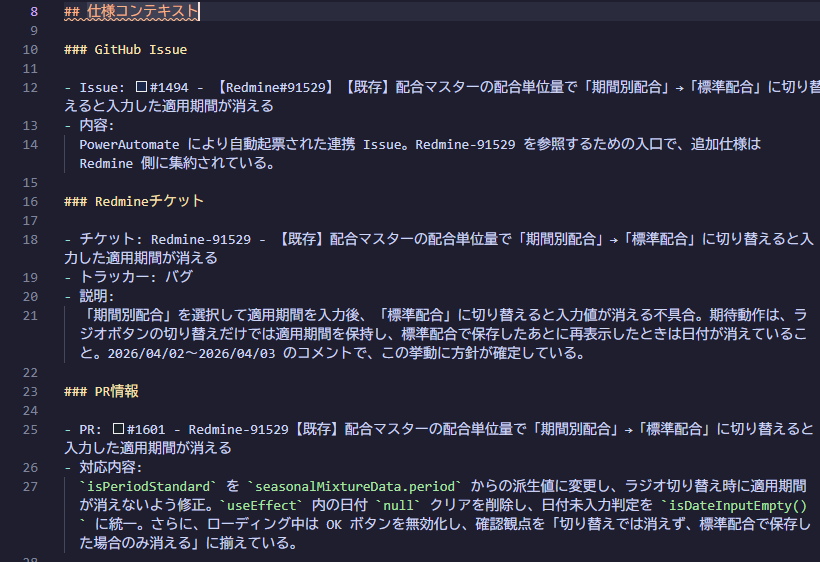 8 ## 仕様コンテキスト
9
10 ### GitHub Issue
11
12 - Issue: □#1494 - 【Redmine#91529】【既存】配合マスターの配合単位量で「期間別配合」→「標準配合」に切り替
えると入力した適用期間が消える
13 - 内容:
14 PowerAutomate により自動起票された連携 Issue。Redmine-91529 を参照するための入口で、追加仕様は
Redmine 側に集約されている。
15
16 ### Redmineチケット
17
18 - チケット: Redmine-91529 - 【既存】配合マスターの配合単位量で「期間別配合」→「標準配合」に切り替えると入
力した適用期間が消える
19 - トラッカー: バグ
20 - 説明:
21 「期間別配合」を選択して適用期間を入力後、「標準配合」に切り替えると入力値が消える不具合。期待動作は、ラ
ジオボタンの切り替えだけでは適用期間を保持し、標準配合で保存したあとに再表示したときは日付が消えているこ
と。2026/04/02～2026/04/03 のコメントで、この挙動に方針が確定している。
22
23 ### PR情報
24
25 - PR: □#1601 - Redmine-91529【既存】配合マスターの配合単位量で「期間別配合」→「標準配合」に切り替えると
入力した適用期間が消える
26 - 対応内容:
27 `isPeriodStandard` を `seasonalMixtureData.period` からの派生値に変更し、ラジオ切り替え時に適用期間
が消えないよう修正。`useEffect` 内の日付 `null` クリアを削除し、日付未入力判定を `isDateInputEmpty()
` に統一。さらに、ローディング中は OK ボタンを無効化し、確認観点を「切り替えでは消えず、標準配合で保存し
た場合のみ消える」に揃えている。